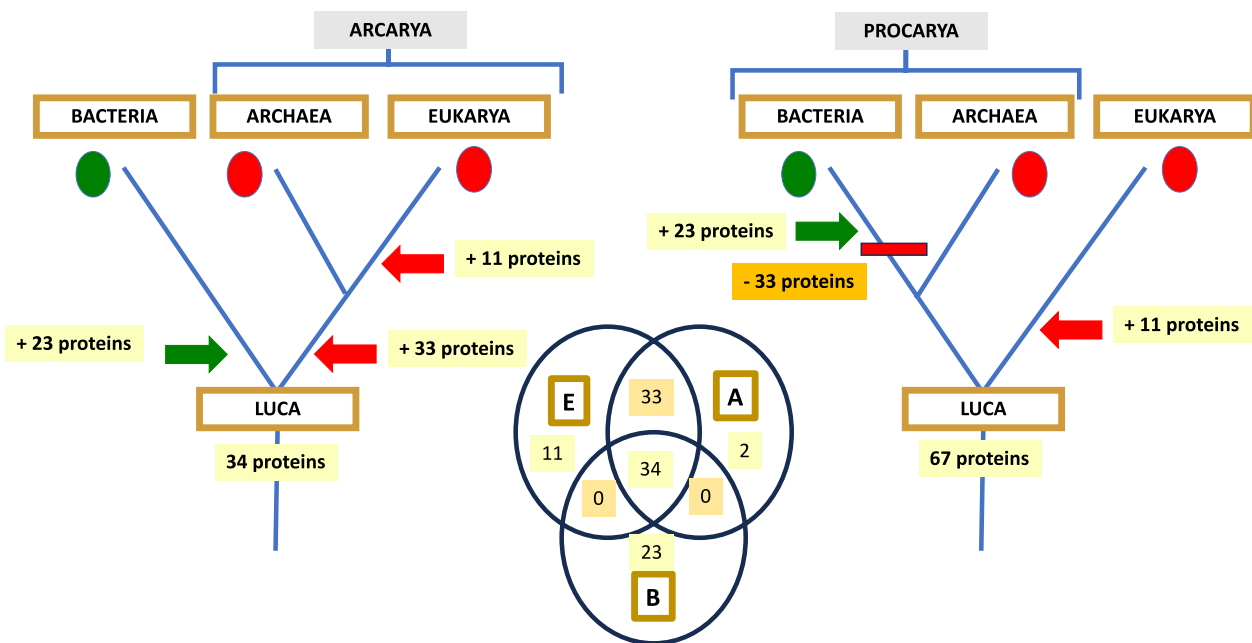 ARCARYA
BACTERIA
ARCHAEA
EUKARYA
+ 11 proteins
+ 23 proteins
+ 33 proteins
LUCA
34 proteins
PROCARYA
BACTERIA
ARCHAEA
EUKARYA
+ 23 proteins
- 33 proteins
+ 11 proteins
LUCA
67 proteins
E
33
A
11
34
2
0
0
23
B